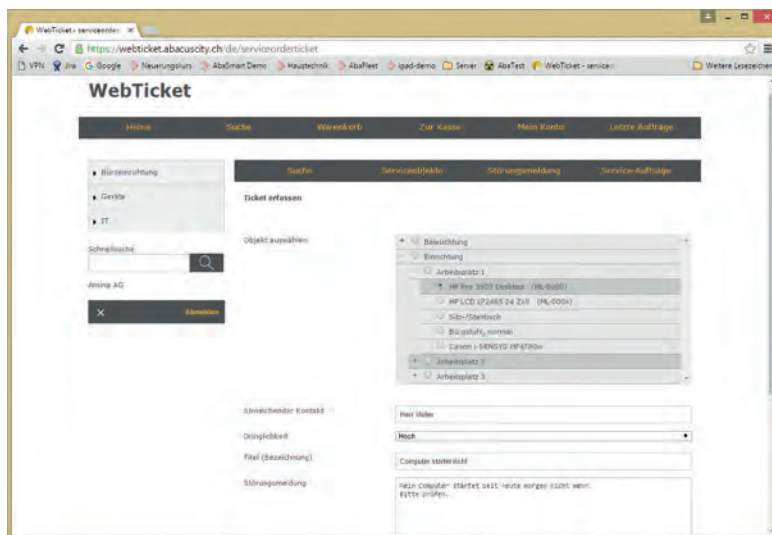 WebTicket - serviceorder
https://webticket.abacuscity.ch/de/serviceorderticket
VPN Jira Google Neuerungskurs AbaSmart Demo Haustechnik AbaFleet ipad-demo Server AbaTest WebTicket - service Weitere Lesezeichen
WebTicket
Home Suche Warenkorb Zur Kasse Mein Konto Letzte Aufträge
Büroeinrichtung
Geräte
IT
Schnellsuche
Amina AG
Abmelden
Suche Serviceobjekte Störungsmeldung Service-Aufträge
Ticket erfassen
Objekt auswählen
Beleuchtung
Einrichtung
Arbeitsplatz 1
HP Pro 3500 Desktop
HP LCD LP2465 24 Zoll (ML-0004)
Sitz-/Stehtisch
Bürostuhl, normal
Canon i-SENSYS
Arbeitsplatz 2
Arbeitsplatz 3
Abweichender Kontakt
Herr Müller
Dringlichkeit
Hoch
Titel (Bezeichnung)
Computer startet nicht
Störungsmeldung
Mein Computer startet seit heute morgen nicht mehr.
Bitte prüfen.